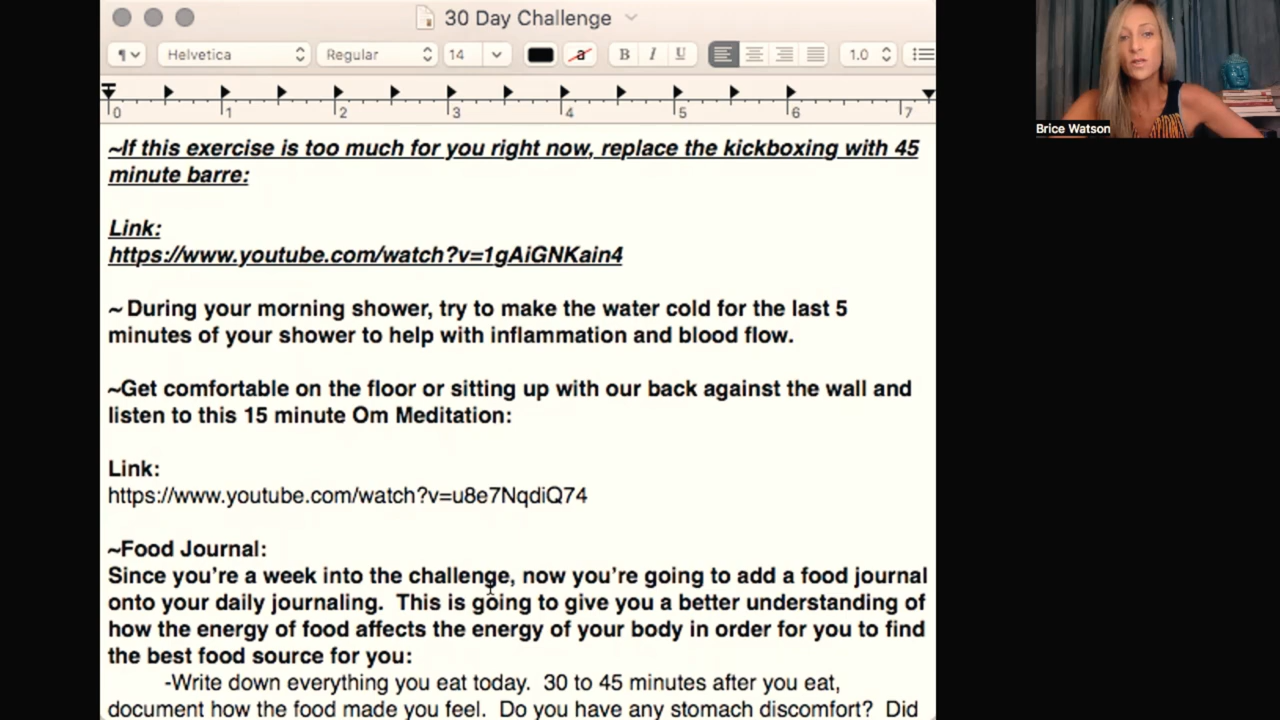 30 Day Challenge
¶ Helvetica Regular 14 a B I U 1.0
0 1 2 3 4 5 6 7
~If this exercise is too much for you right now, replace the kickboxing with 45
minute barre:
Link:
https://www.youtube.com/watch?v=1gAiGNKain4
~ During your morning shower, try to make the water cold for the last 5
minutes of your shower to help with inflammation and blood flow.
~Get comfortable on the floor or sitting up with our back against the wall and
listen to this 15 minute Om Meditation:
Link:
https://www.youtube.com/watch?v=u8e7NqdiQ74
~Food Journal:
Since you’re a week into the challenge, now you’re going to add a food journal
onto your daily journaling.  This is going to give you a better understanding of
how the energy of food affects the energy of your body in order for you to find
the best food source for you:
-Write down everything you eat today.  30 to 45 minutes after you eat,
document how the food made you feel.  Do you have any stomach discomfort?  Did
Brice Watson